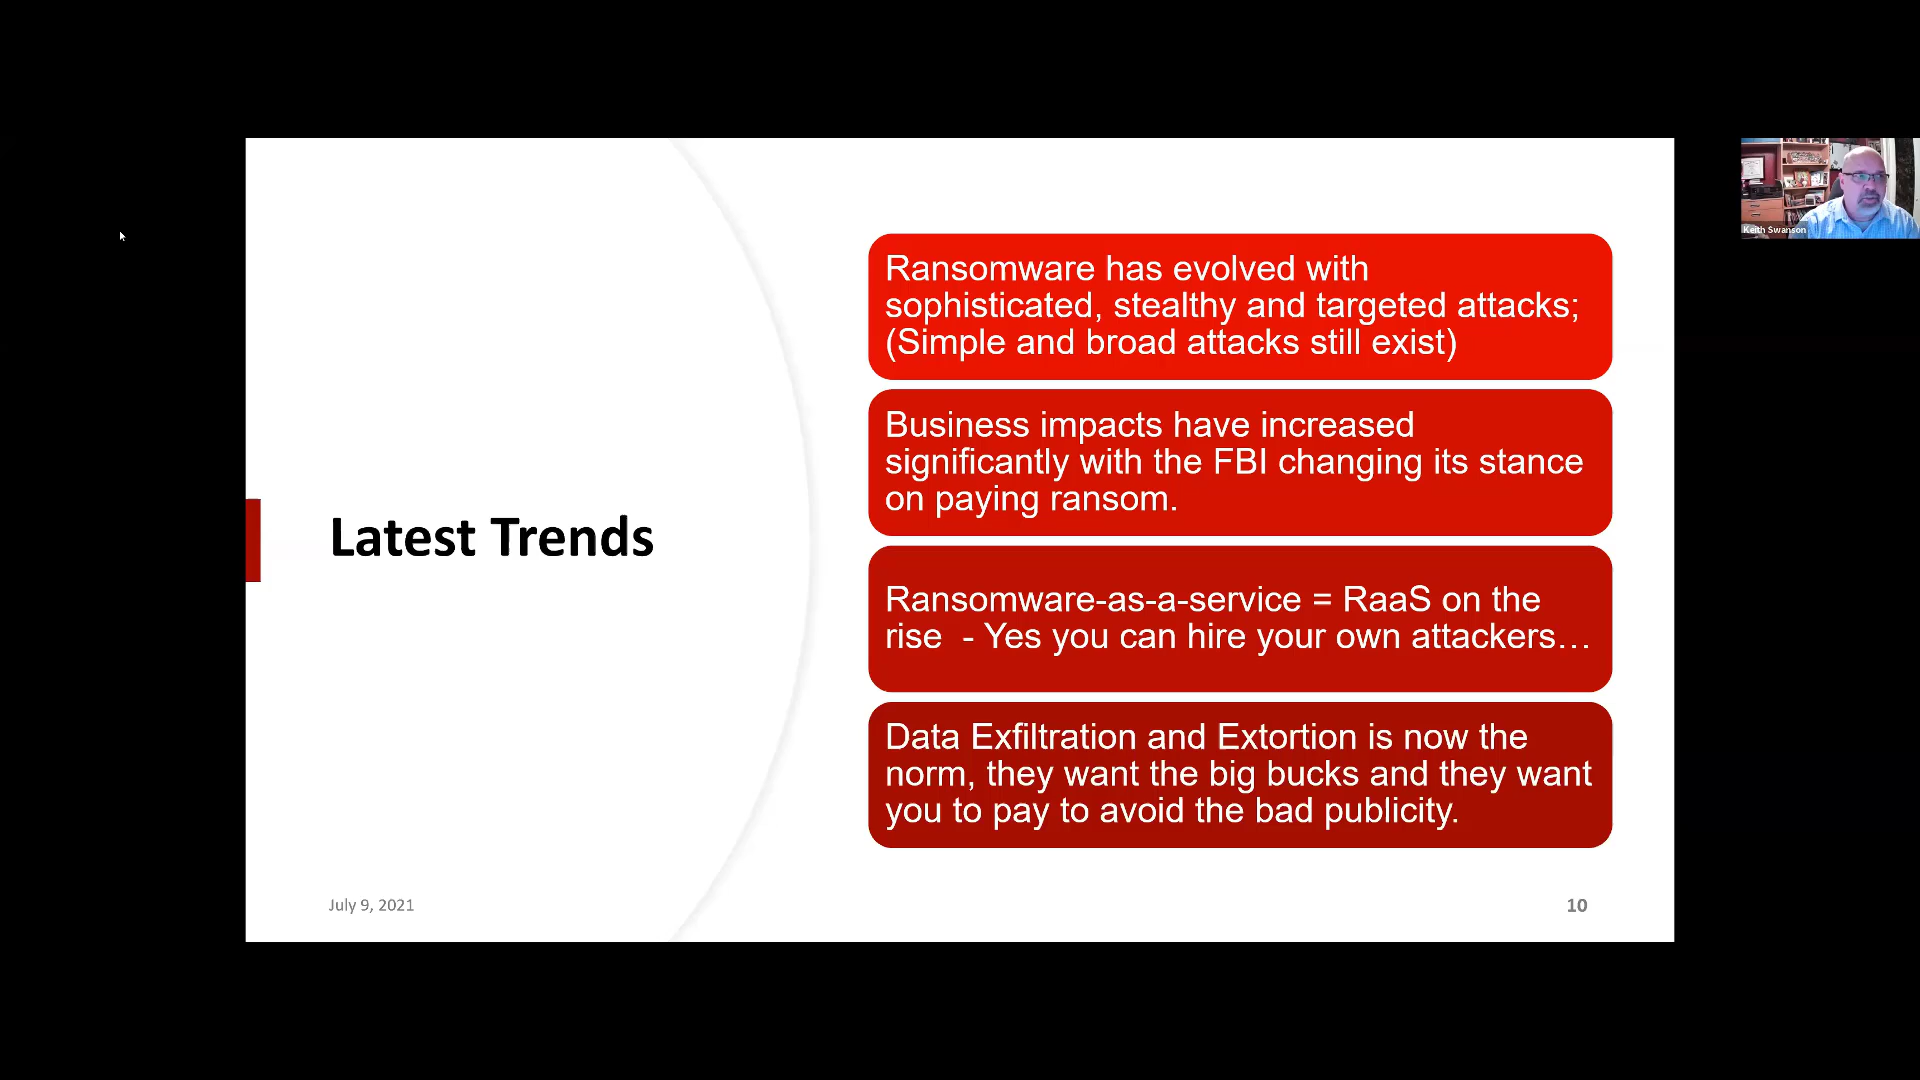 Latest Trends
Ransomware has evolved with
sophisticated, stealthy and targeted attacks;
(Simple and broad attacks still exist)
Business impacts have increased
significantly with the FBI changing its stance
on paying ransom.
Ransomware-as-a-service = RaaS on the
rise  - Yes you can hire your own attackers…
Data Exfiltration and Extortion is now the
norm, they want the big bucks and they want
you to pay to avoid the bad publicity.
July 9, 2021
10
Keith Swanson